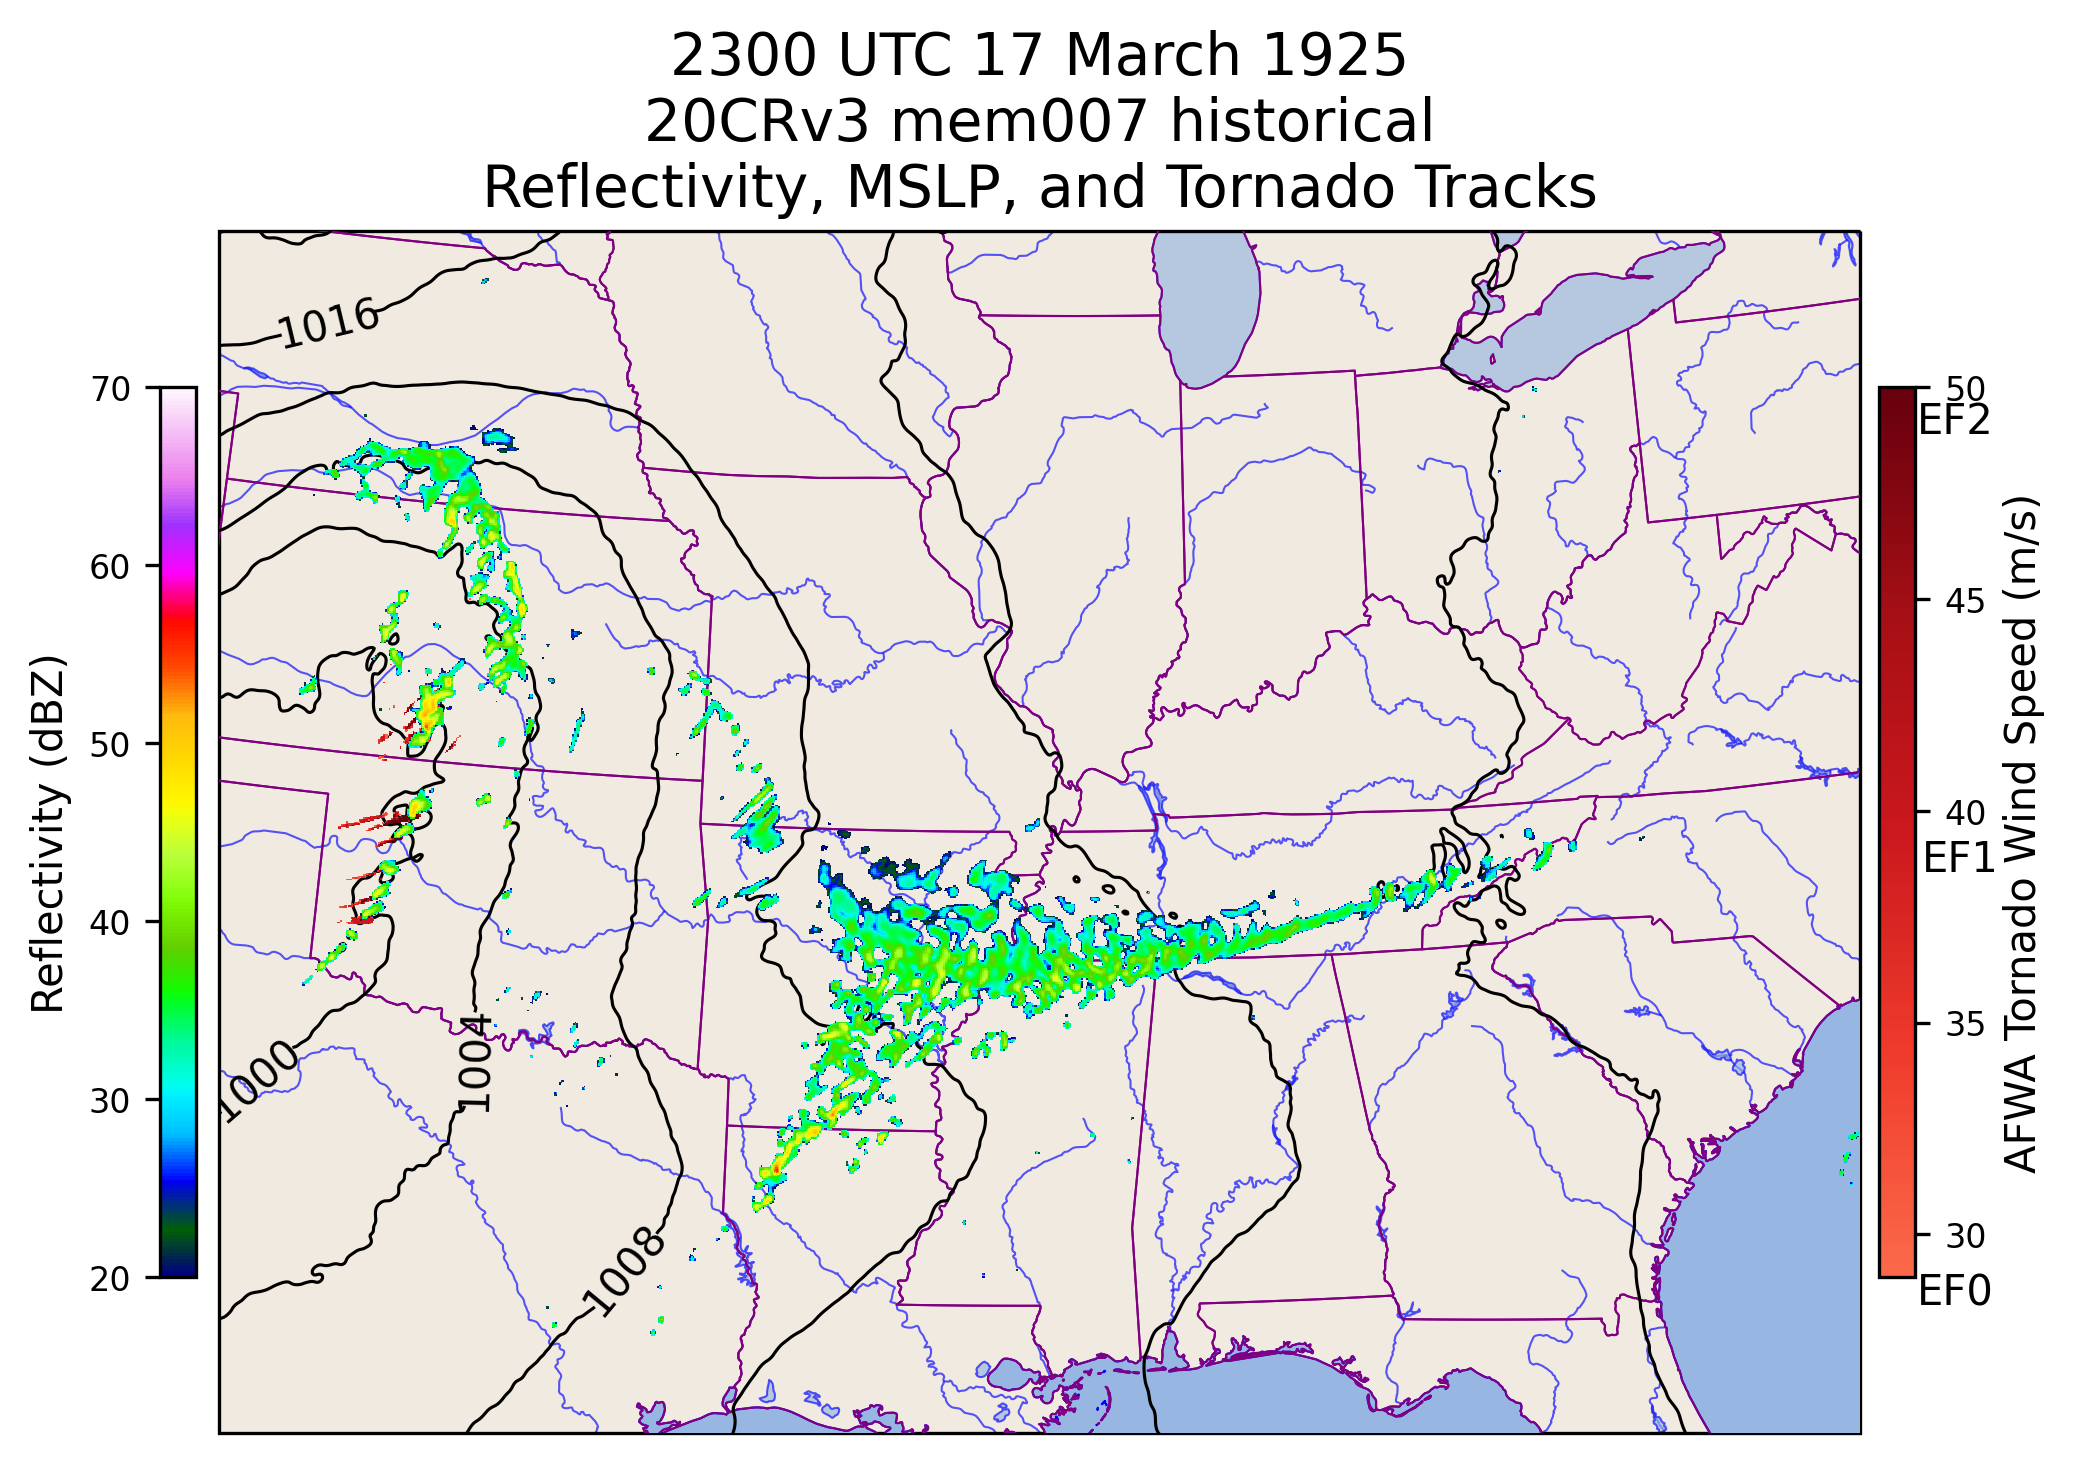 2300 UTC 17 March 1925
20CRv3 mem007 historical
Reflectivity, MSLP, and Tornado Tracks
1016
1000
1004
1008
70
60
50
40
30
20
Reflectivity (dBZ)
50
EF2
45
40
EF1
35
30
EF0
AFWA Tornado Wind Speed (m/s)